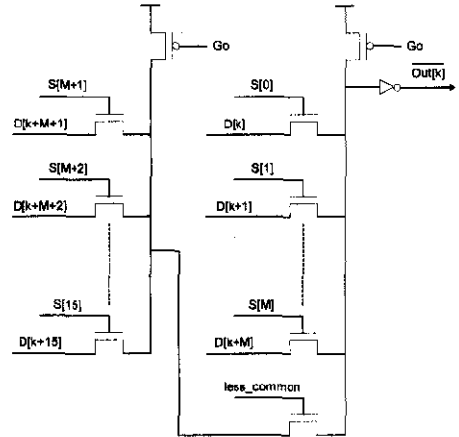 Go
S[M+1]
D[k+M+1]
S[M+2]
D[k+M+2)
S[15]
D[k+15]
Go
Out[k]
S[0]
D[k]
S[1]
D[k+1]
S[M]
D[k+M]
less_common